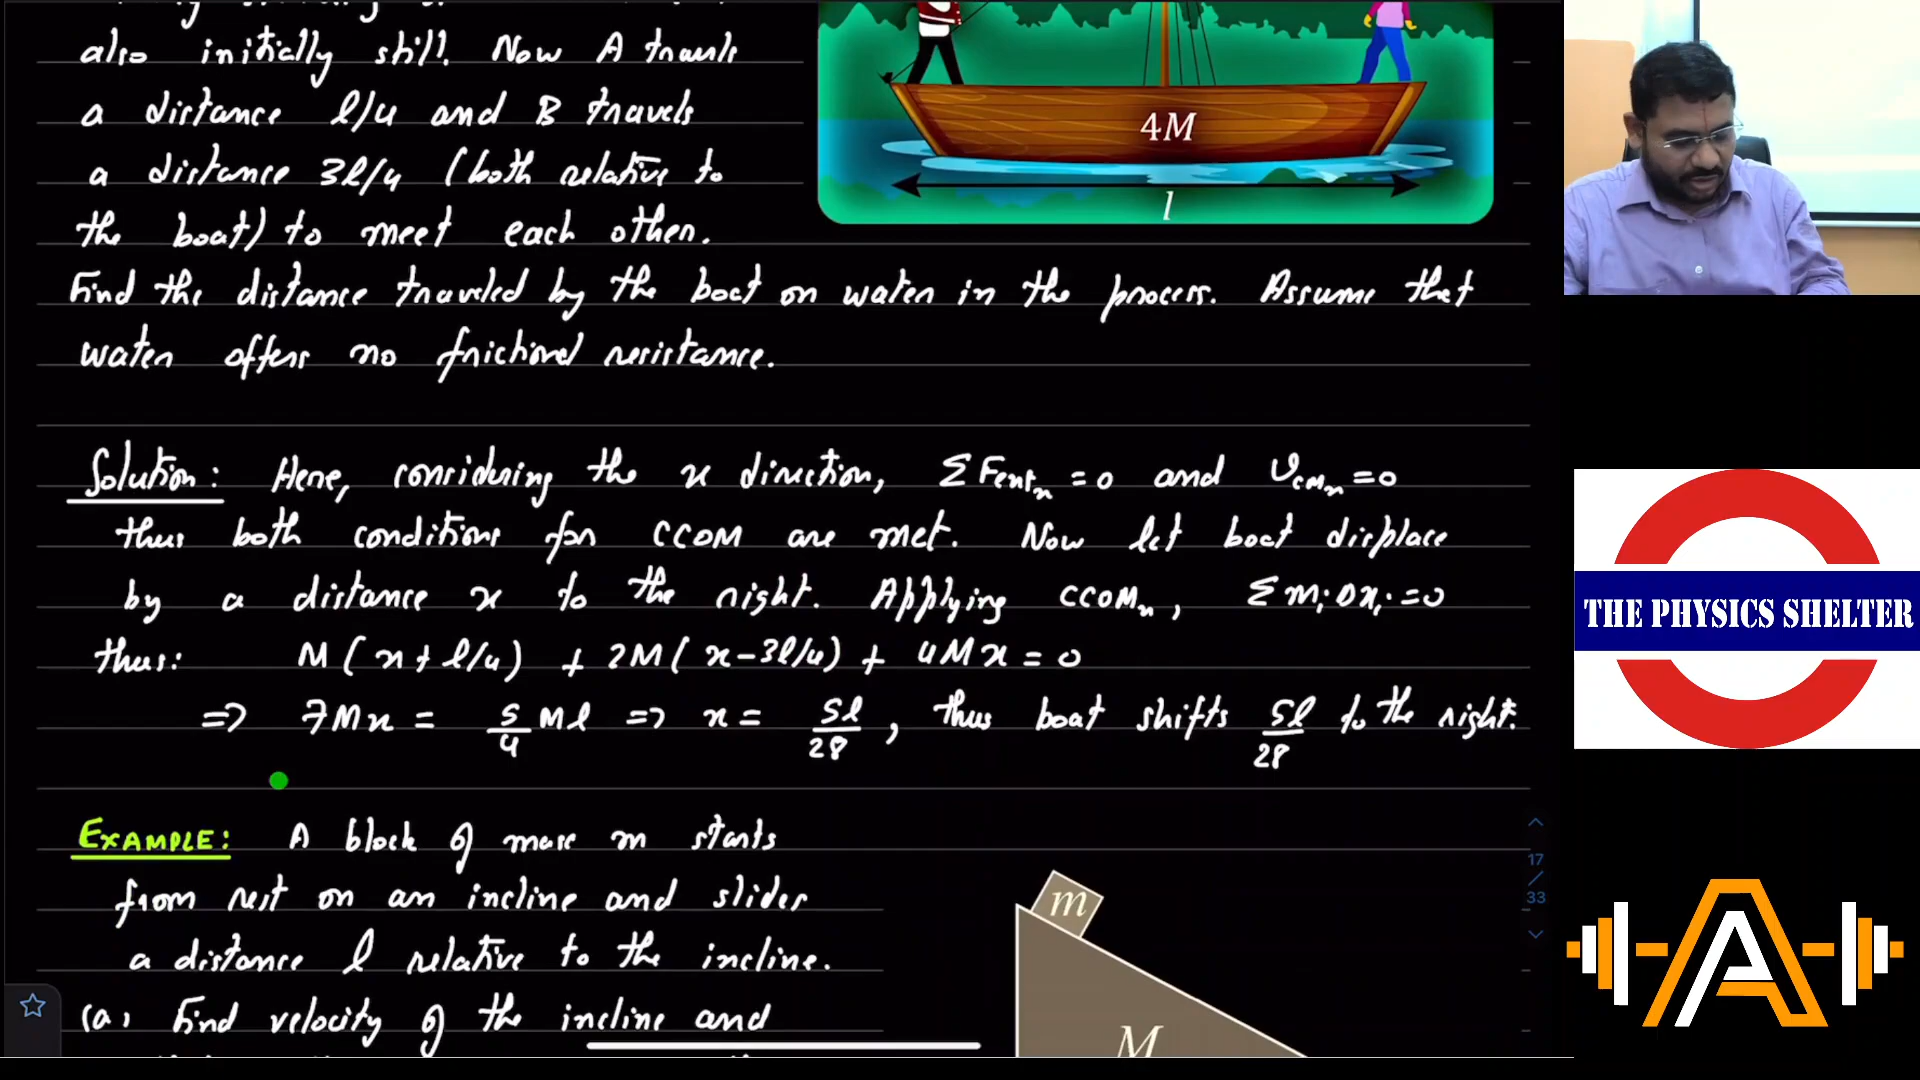 also initially still. Now A travels
a distance l/4 and B travels
a distance 3l/4 (both relative to
the boat) to meet each other.
Find the distance traveled by the boat on water in the process. Assume that
water offers no frictional resistance.
4M
l
Solution: Here, considering the x direction, ΣFextₓ = 0 and vcmₓ = 0
thus both conditions for CCOM are met. Now let boat displace
by a distance x to the right. Applying CCOMₓ, Σmᵢ Δxᵢ = 0
thus: M(x + l/4) + 2M(x - 3l/4) + 4Mx = 0
=> 7Mx = 5/4 Ml => x = 5l/28, thus boat shifts 5l/28 to the right.
EXAMPLE: A block of mass m starts
from rest on an incline and slides
a distance l relative to the incline.
(a) Find velocity of the incline and
m
M
17
/
33
THE PHYSICS SHELTER